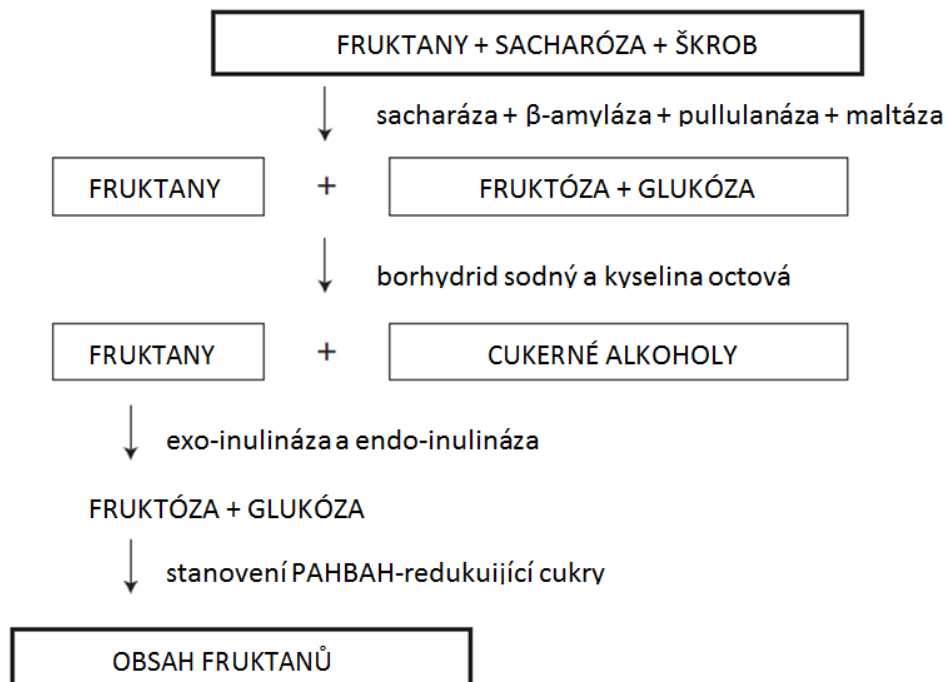 FRUKTANY + SACHARÓZA + ŠKROB
sacharáza + β-amyláza + pullulanáza + maltáza
FRUKTANY + FRUKTÓZA + GLUKÓZA
borhydrid sodný a kyselina octová
FRUKTANY + CUKERNÉ ALKOHOLY
exo-inulináza a endo-inulináza
FRUKTÓZA + GLUKÓZA
stanovení PAHBAH-redukující cukry
OBSAH FRUKTANŮ